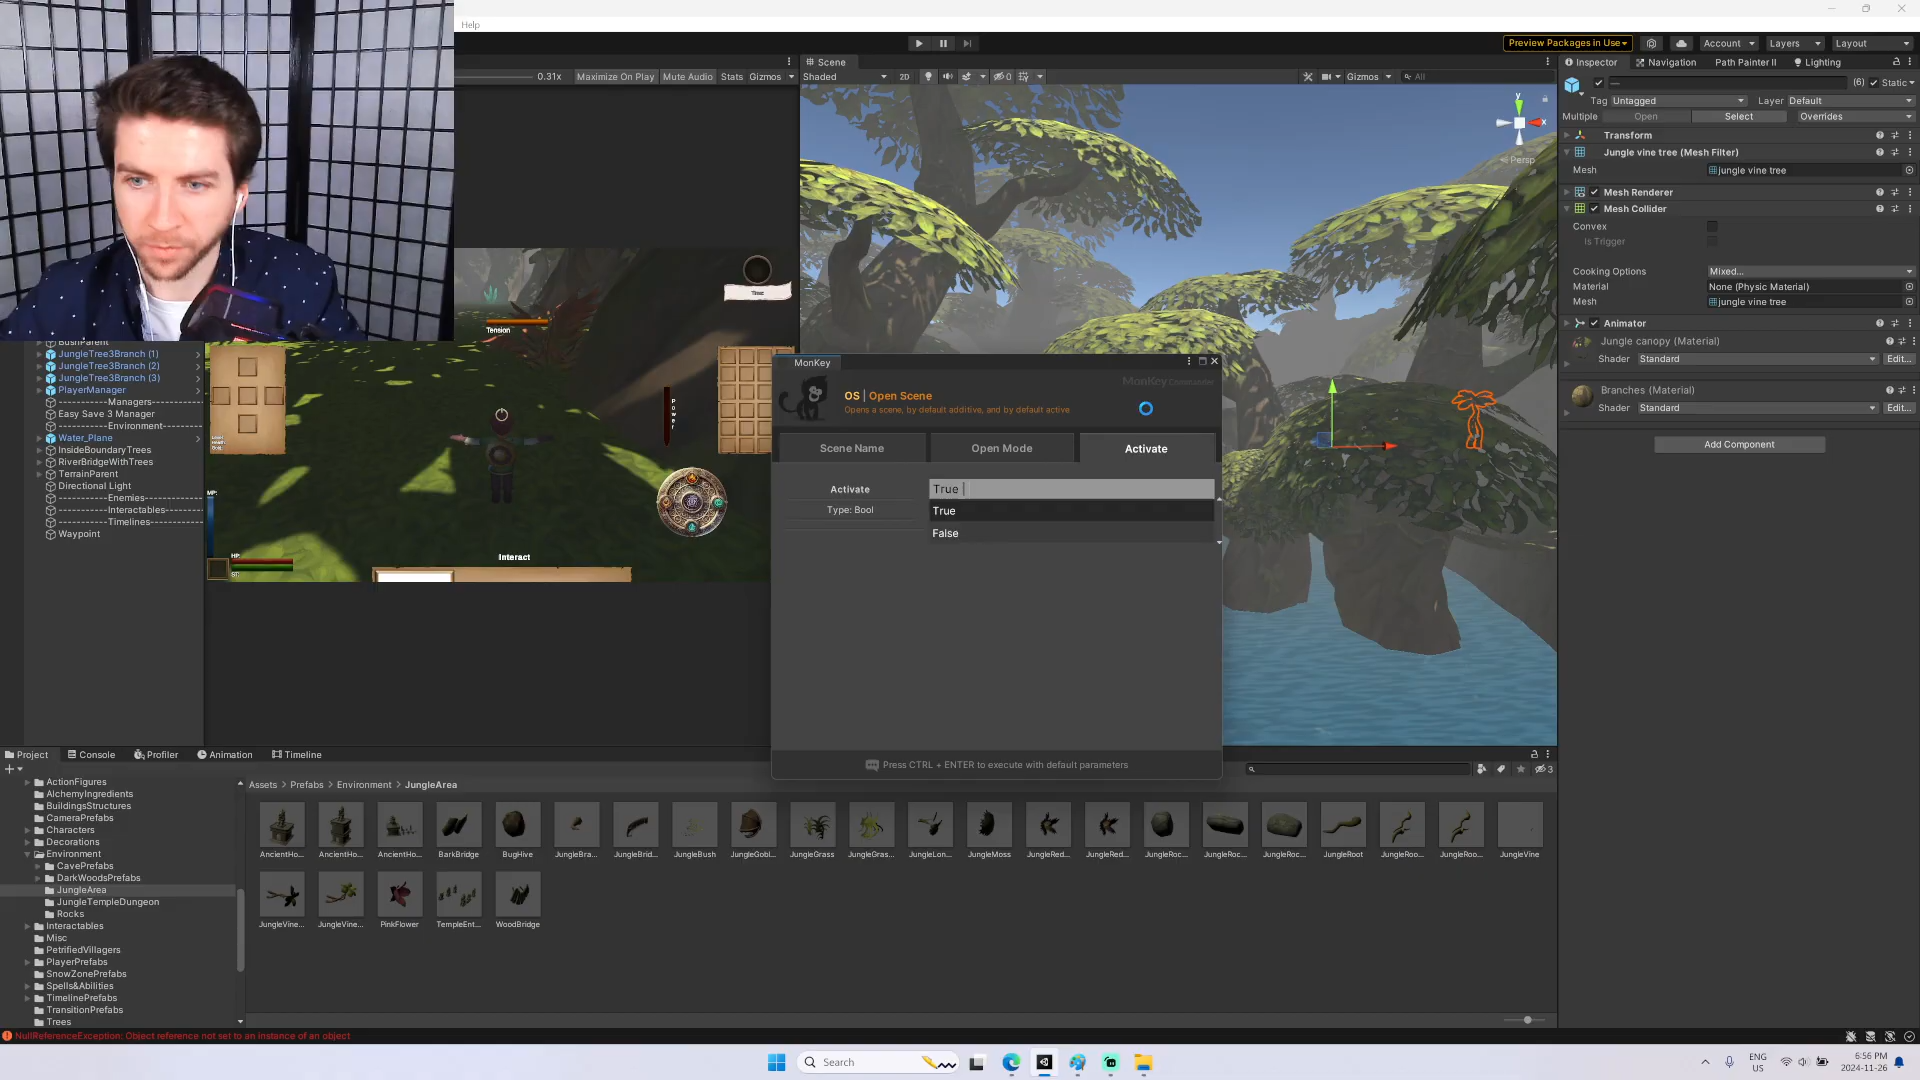 Help
Preview Packages in Use
Account
Layers
Layout
0.31x
Maximize On Play
Mute Audio
Stats
Gizmos
Scene
Shaded
2D
0
Gizmos
All
y
x
Persp
Inspector
Navigation
Path Painter II
Lighting
—
(6)
Static
Tag
Untagged
Layer
Default
Multiple
Open
Select
Overrides
Transform
Jungle vine tree (Mesh Filter)
Mesh
jungle vine tree
Mesh Renderer
Mesh Collider
Convex
Is Trigger
Cooking Options
Mixed...
Material
None (Physic Material)
Mesh
jungle vine tree
Animator
Jungle canopy (Material)
Shader
Standard
Edit...
Branches (Material)
Shader
Standard
Edit...
Add Component
BushParent
JungleTree3Branch (1)
JungleTree3Branch (2)
JungleTree3Branch (3)
PlayerManager
-----------Managers-----------
Easy Save 3 Manager
-----------Environment---------
Water_Plane
InsideBoundaryTrees
RiverBridgeWithTrees
TerrainParent
Directional Light
-----------Enemies-----------
-----------Interactables--------
-----------Timelines-----------
Waypoint
Tension
Power
MP:
HP:
ST:
Interact
MonKey
MonKey Commander
OS | Open Scene
Opens a scene, by default additive, and by default active
Scene Name
Open Mode
Activate
Activate
True
Type: Bool
True
False
Press CTRL + ENTER to execute with default parameters
Project
Console
Profiler
Animation
Timeline
3
ActionFigures
AlchemyIngredients
BuildingsStructures
CameraPrefabs
Characters
Decorations
Environment
CavePrefabs
DarkWoodsPrefabs
JungleArea
JungleTempleDungeon
Rocks
Interactables
Misc
PetrifiedVillagers
PlayerPrefabs
SnowZonePrefabs
Spells&Abilities
TimelinePrefabs
TransitionPrefabs
Trees
Assets > Prefabs > Environment > JungleArea
AncientHo...
AncientHo...
AncientHo...
BarkBridge
BugHive
JungleBra...
JungleBrid...
JungleBush
JungleGobl...
JungleGrass
JungleGras...
JungleLon...
JungleMoss
JungleRed...
JungleRed...
JungleRoc...
JungleRoc...
JungleRoc...
JungleRoot
JungleRoo...
JungleRoo...
JungleVine
JungleVine...
JungleVine...
PinkFlower
TempleEnt...
WoodBridge
NullReferenceException: Object reference not set to an instance of an object
Search
ENG
US
6:56 PM
2024-11-26